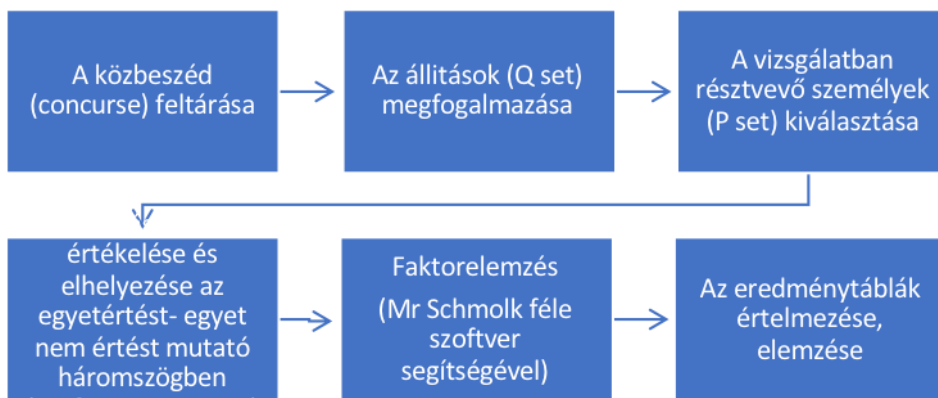 A közbeszéd
(concurse) feltárása
Az állitások (Q set)
megfogalmazása
A vizsgálatban
résztvevő személyek
(P set) kiválasztása
értékelése és
elhelyezése az
egyetértést- egyet
nem értést mutató
háromszögben
Faktorelemzés
(Mr Schmolk féle
szoftver
segítségével)
Az eredménytáblák
értelmezése,
elemzése